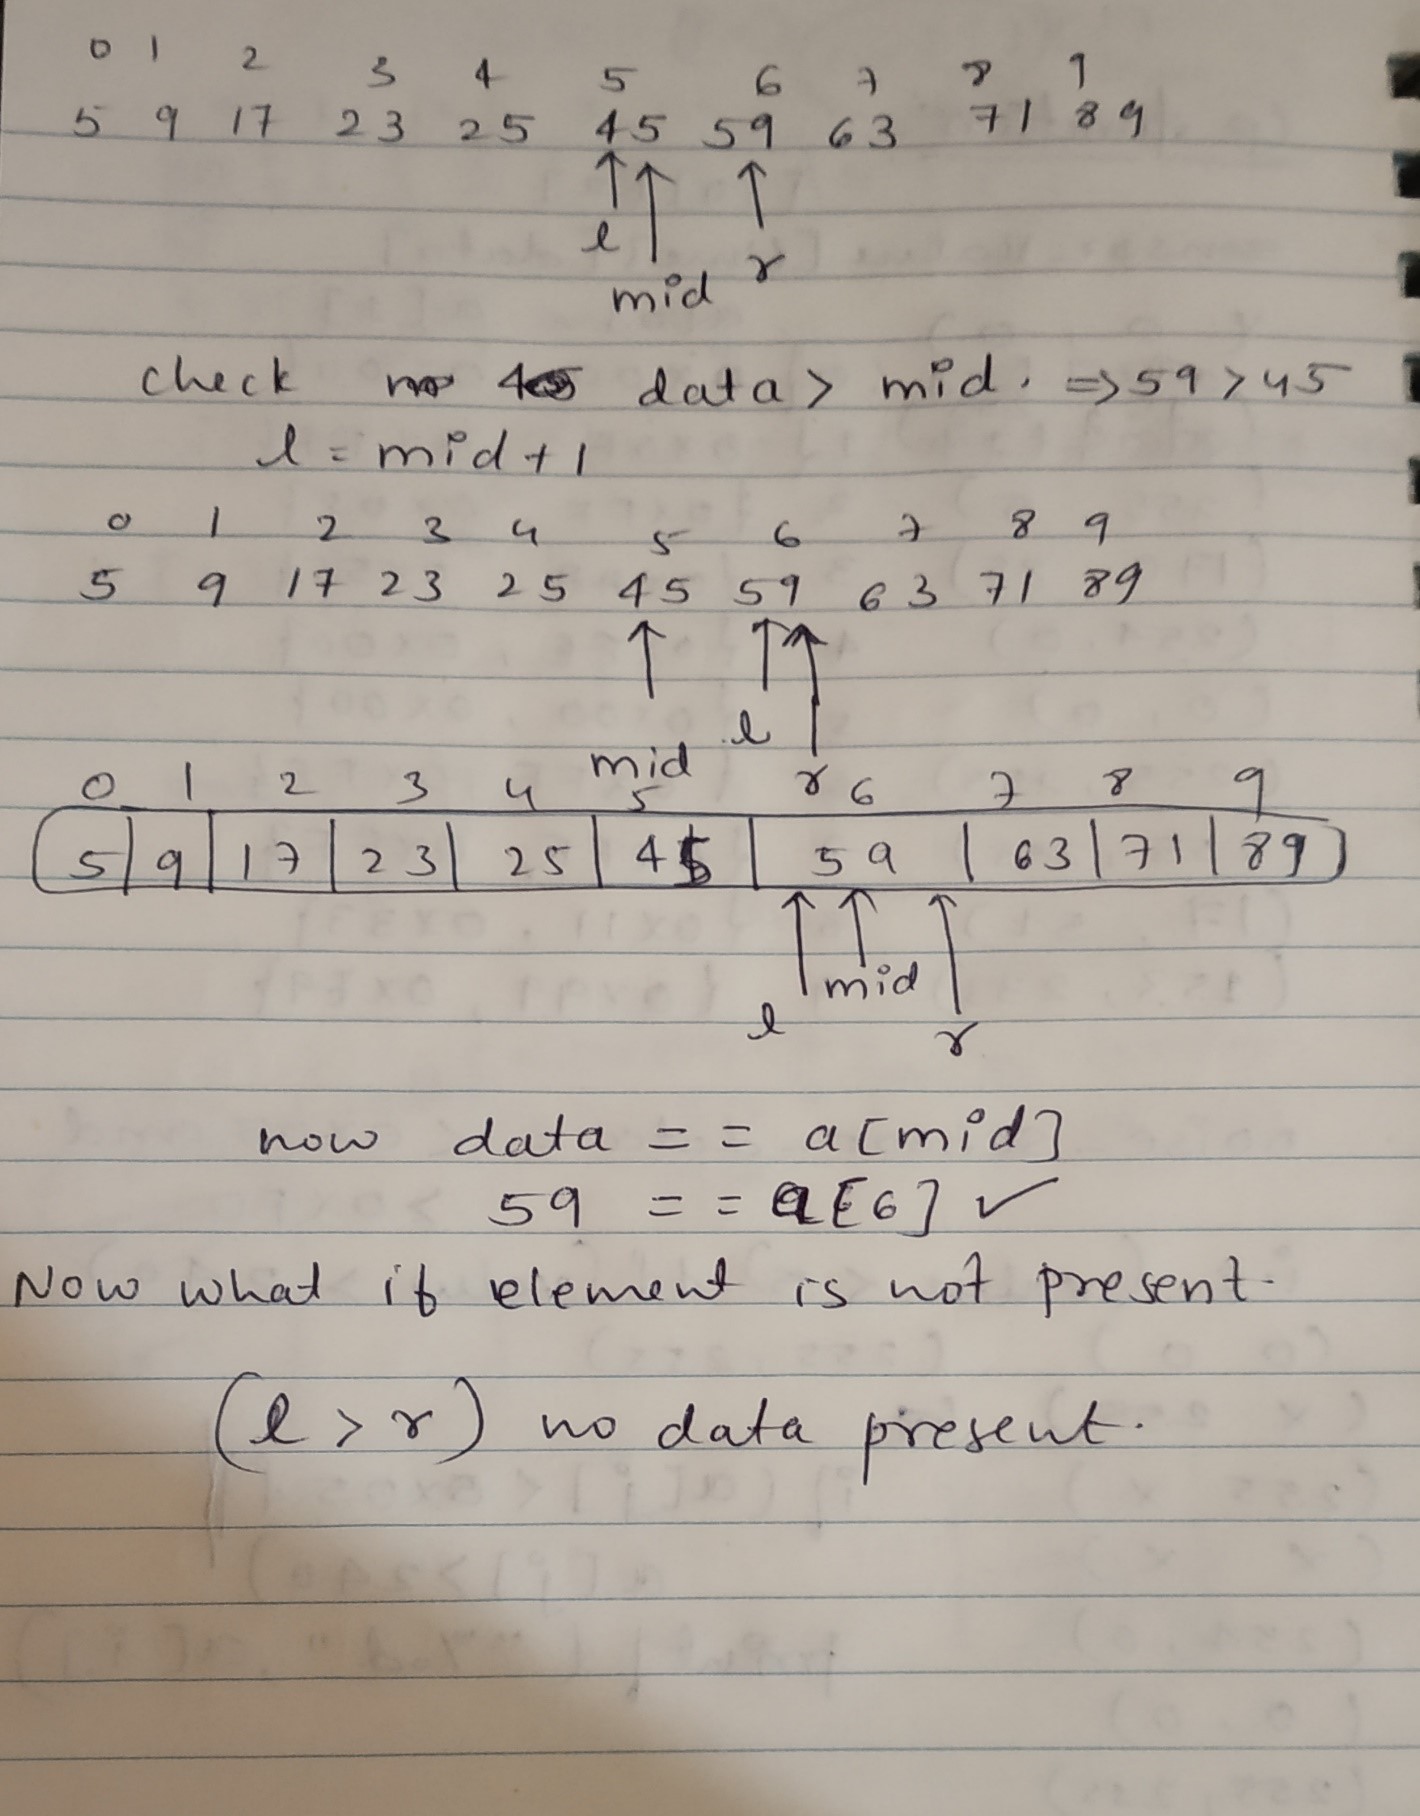 0 1 2 3 4 5 6 7 8 9
5 9 17 23 25 45 59 63 71 89
↑ ↑ ↑
l mid r
check data > mid. => 59 > 45
l = mid + 1
0 1 2 3 4 5 6 7 8 9
5 9 17 23 25 45 59 63 71 89
↑ ↑ ↑
mid l r
0 1 2 3 4 5 6 7 8 9
5 | 9 | 17 | 23 | 25 | 45 | 59 | 63 | 71 | 89
↑ ↑ ↑
l mid r
now data == a[mid]
59 == a[6] ✓
Now what if element is not present.
(l > r) no data present.